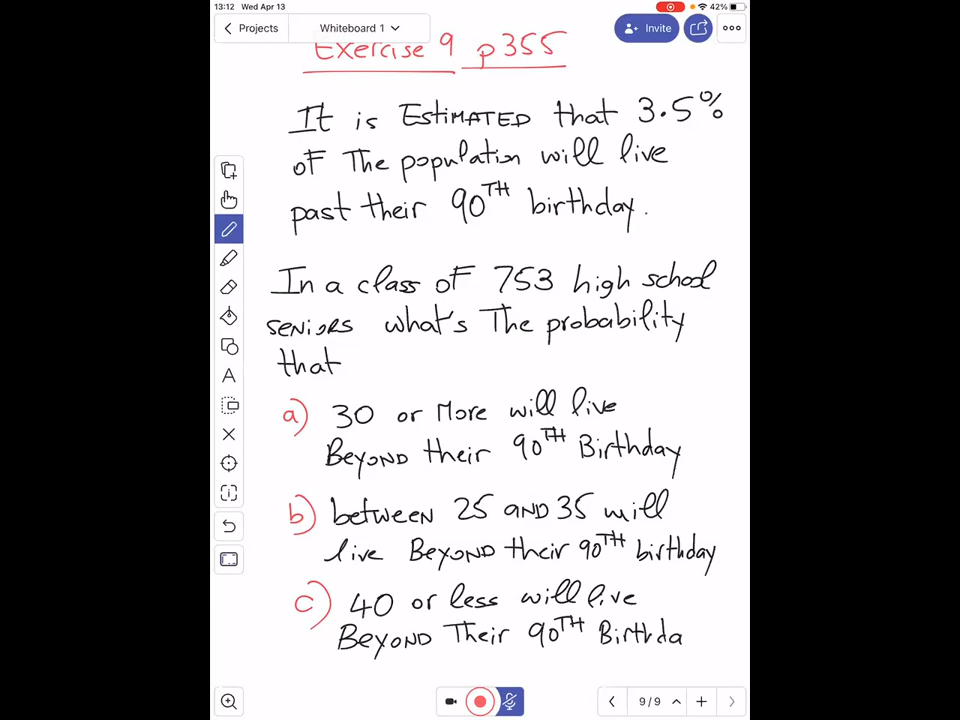 13:12 Wed Apr 13
42%
Projects
Whiteboard 1
Invite
Exercise 9 p355
It is Estimated that 3.5%
of The population will live
past their 90TH birthday.
In a class of 753 high school
seniors what's The probability
that
a) 30 or More will live
Beyond their 90TH Birthday
b) between 25 and 35 will
live Beyond their 90TH birthday
c) 40 or less will live
Beyond Their 90TH Birthda
A
9/9